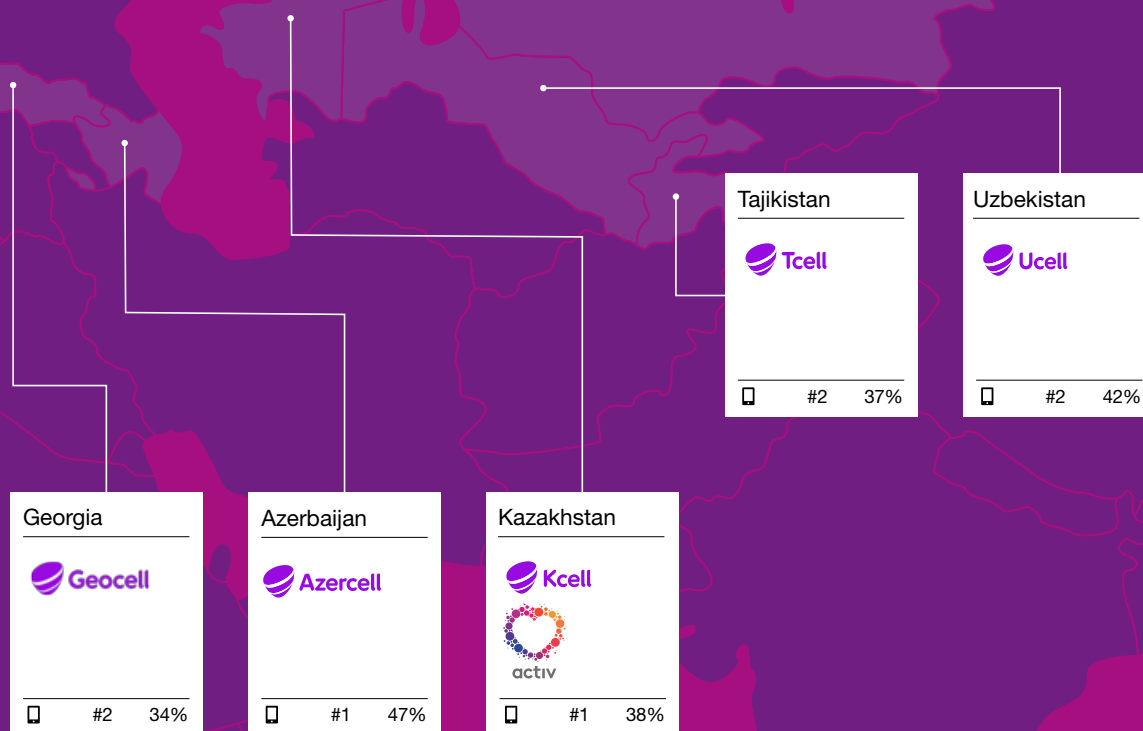 Tajikistan
Tcell
#2 37%
Uzbekistan
Ucell
#2 42%
Georgia
Geocell
#2 34%
Azerbaijan
Azercell
#1 47%
Kazakhstan
Kcell
activ
#1 38%